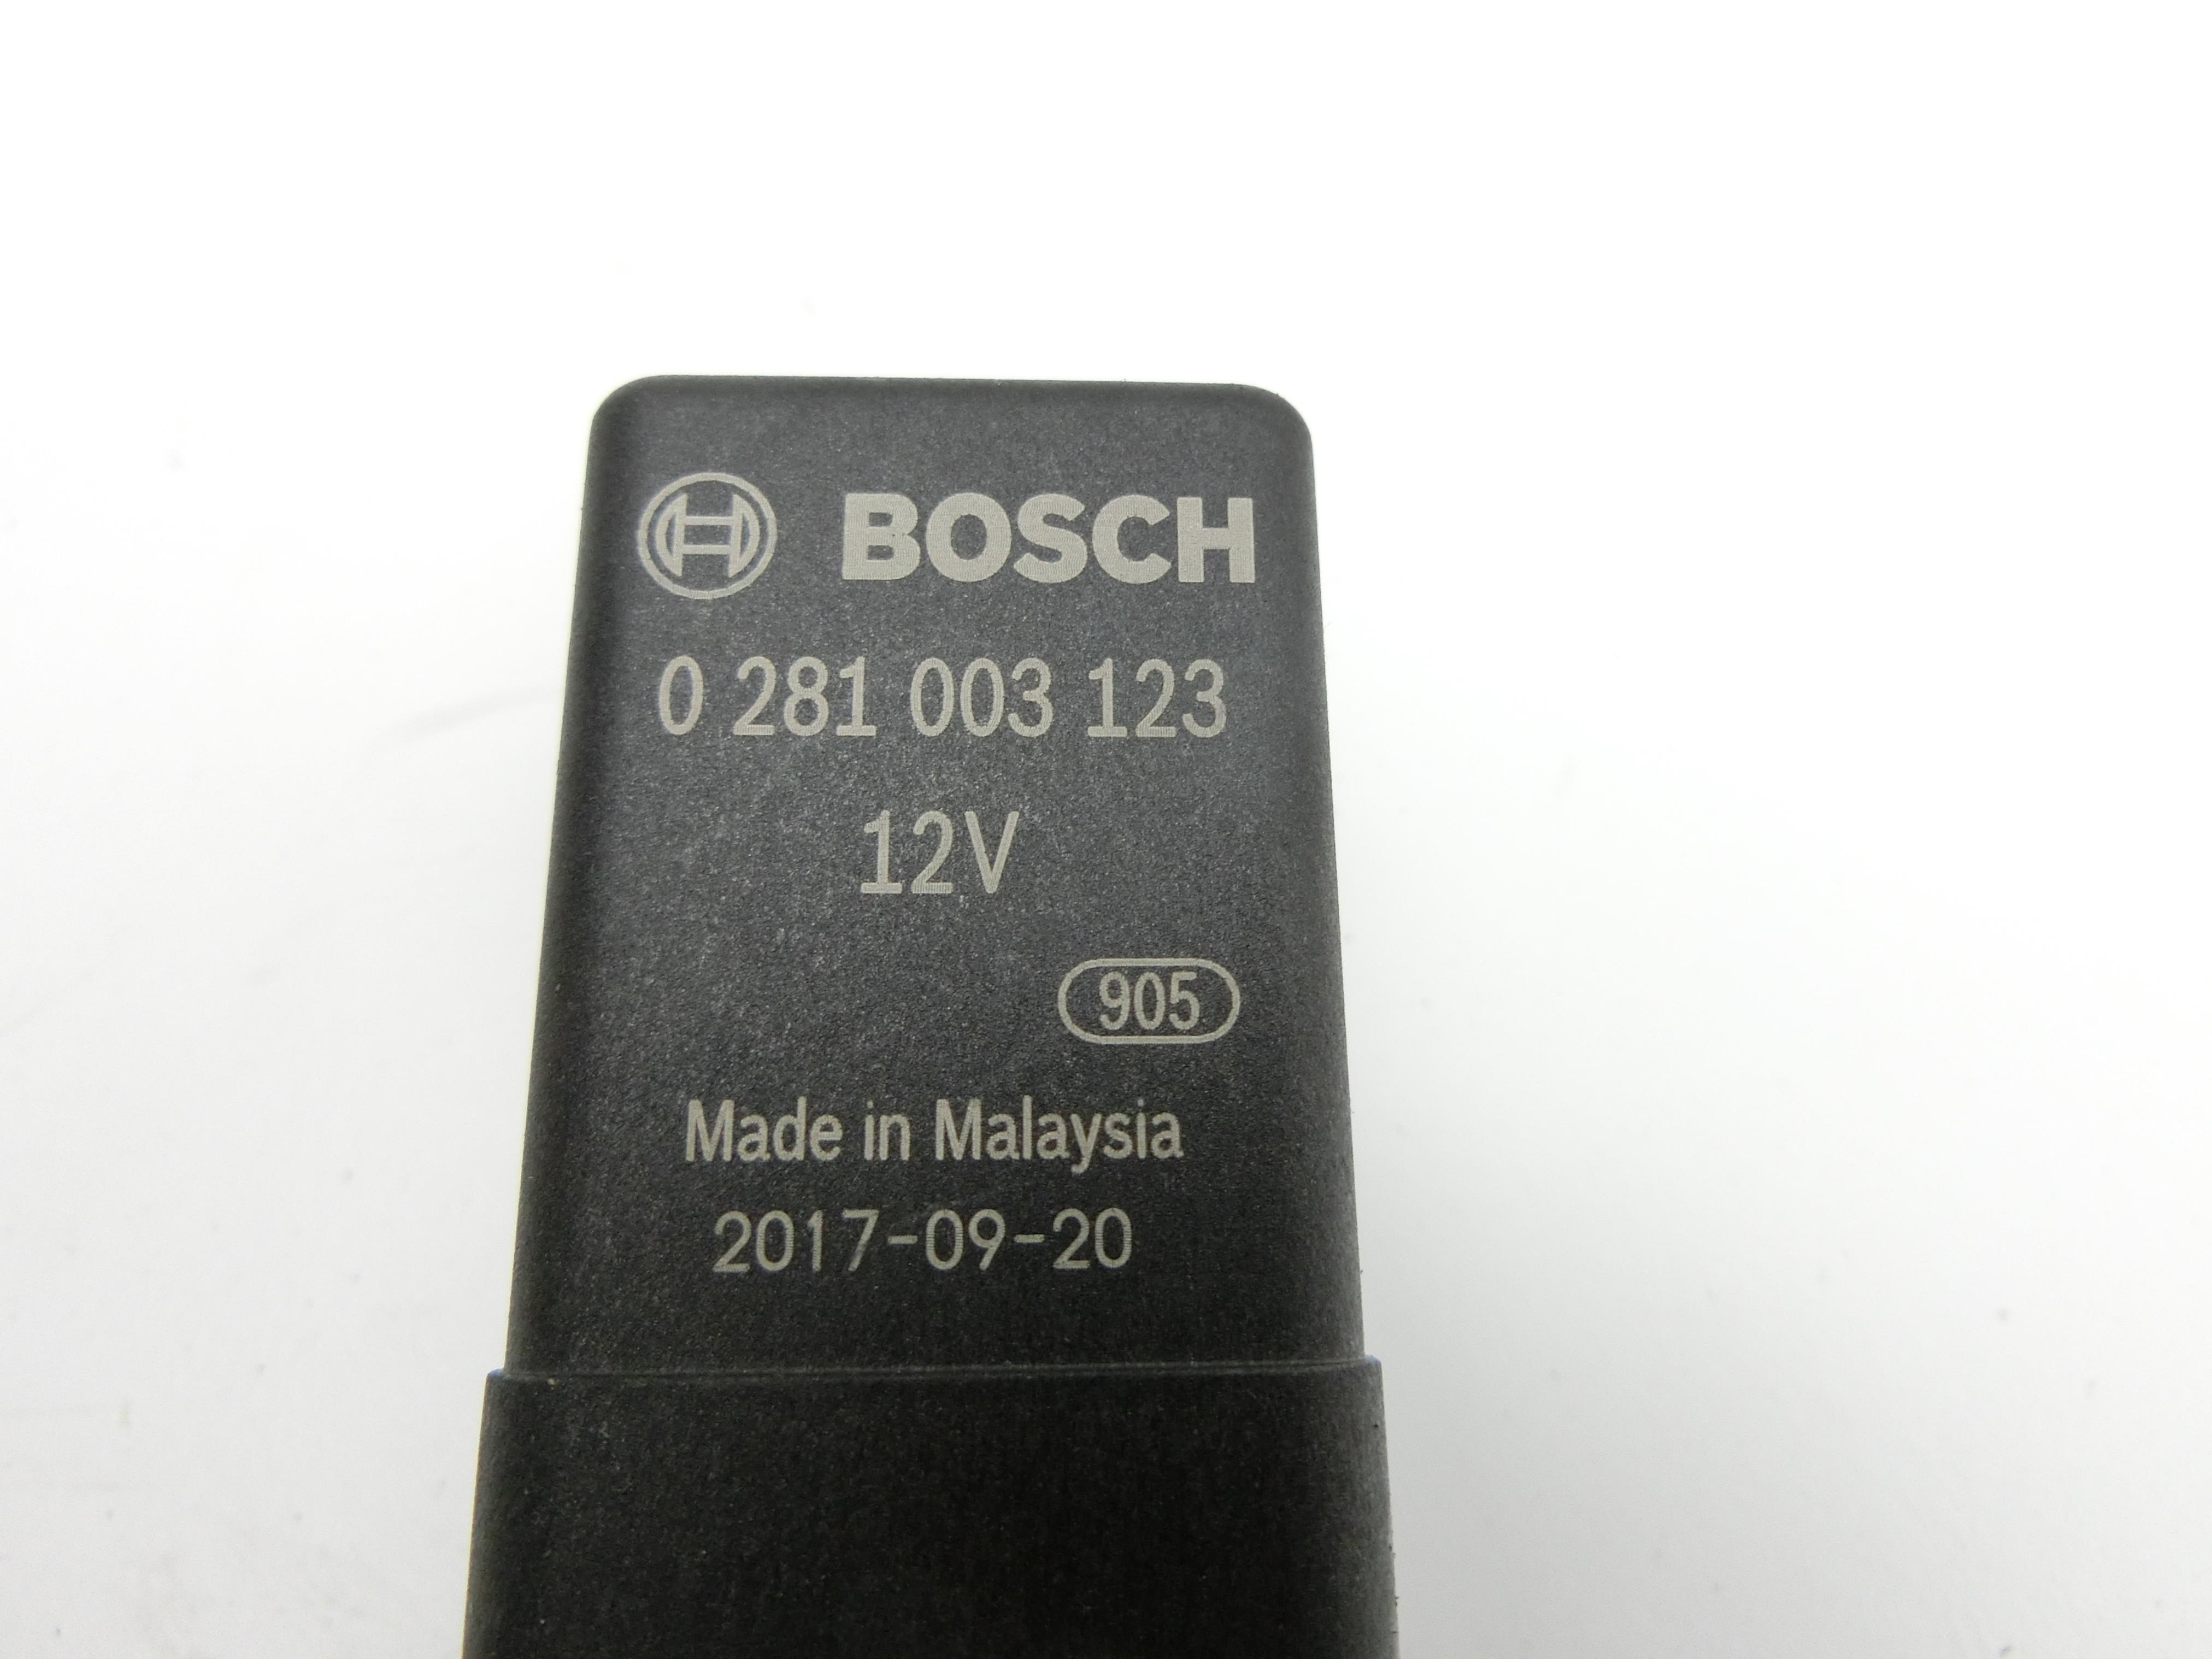 BOSCH
0 281 003 123
12V
905
Made in Malaysia
2017-09-20